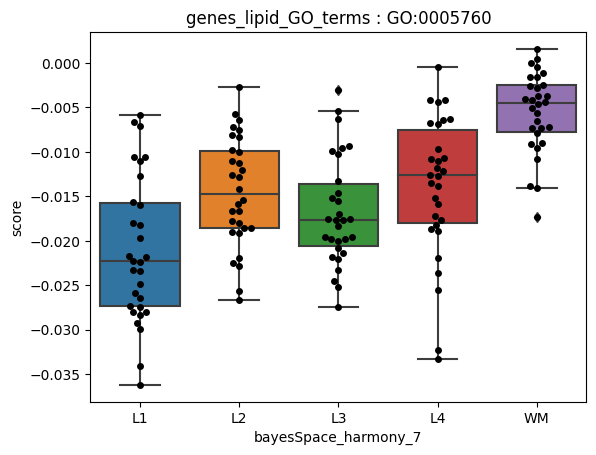 genes_lipid_GO_terms : GO:0005760
0.000
−0.005
−0.010
−0.015
−0.020
−0.025
−0.030
−0.035
score
L1 L2 L3 L4 WM
bayesSpace_harmony_7